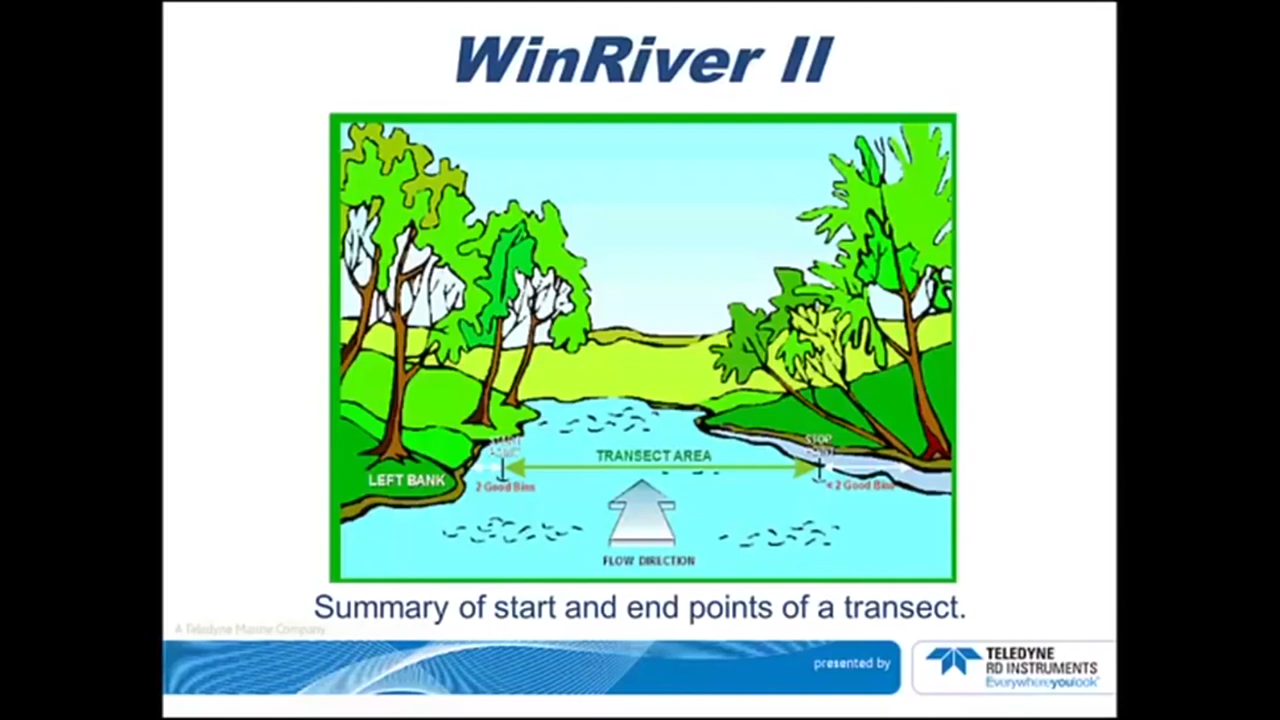 WinRiver II
START
STOP
TRANSECT AREA
LEFT BANK
2 Good Bins
< 2 Good Bins
FLOW DIRECTION
Summary of start and end points of a transect.
A Teledyne Marine Company
presented by
TELEDYNE
RD INSTRUMENTS
Everywhereyoulook